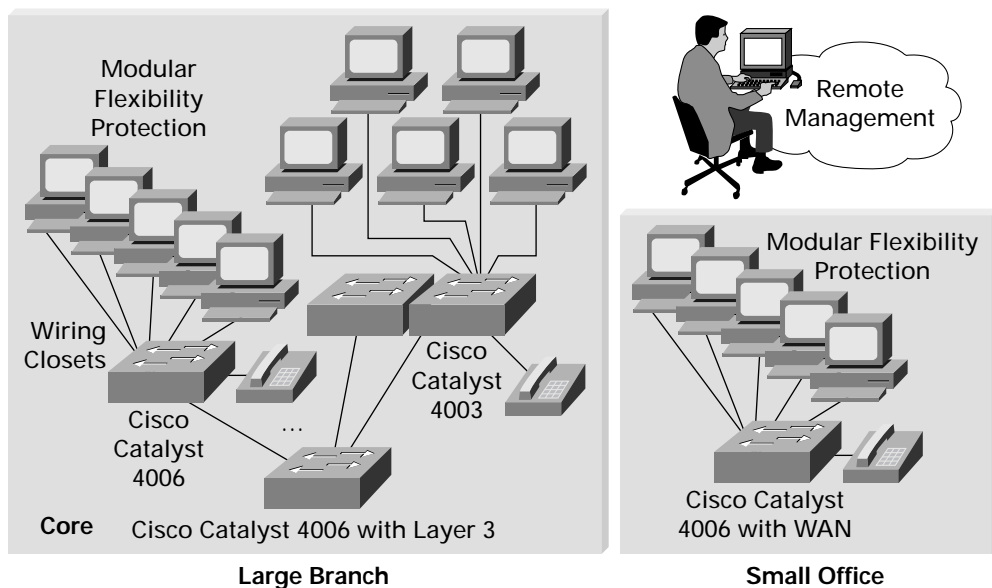 Modular
Flexibility
Protection
Remote
Management
Wiring
Closets
Cisco
Catalyst
4003
Cisco
Catalyst
4006
...
Core
Cisco Catalyst 4006 with Layer 3
Large Branch
Modular Flexibility
Protection
Cisco Catalyst
4006 with WAN
Small Office